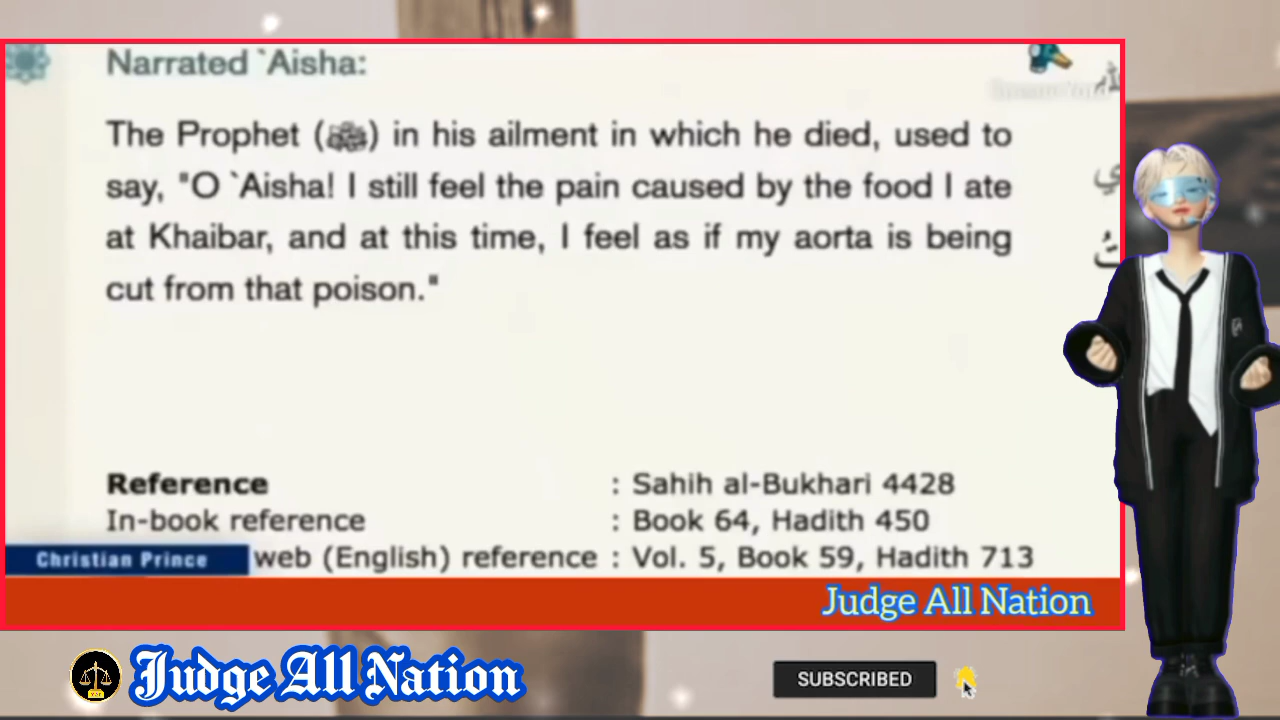 Narrated `Aisha:
The Prophet (ﷺ) in his ailment in which he died, used to
say, "O `Aisha! I still feel the pain caused by the food I ate
at Khaibar, and at this time, I feel as if my aorta is being
cut from that poison."
Reference : Sahih al-Bukhari 4428
In-book reference : Book 64, Hadith 450
web (English) reference : Vol. 5, Book 59, Hadith 713
Christian Prince
Judge All Nation
Judge All Nation
SUBSCRIBED